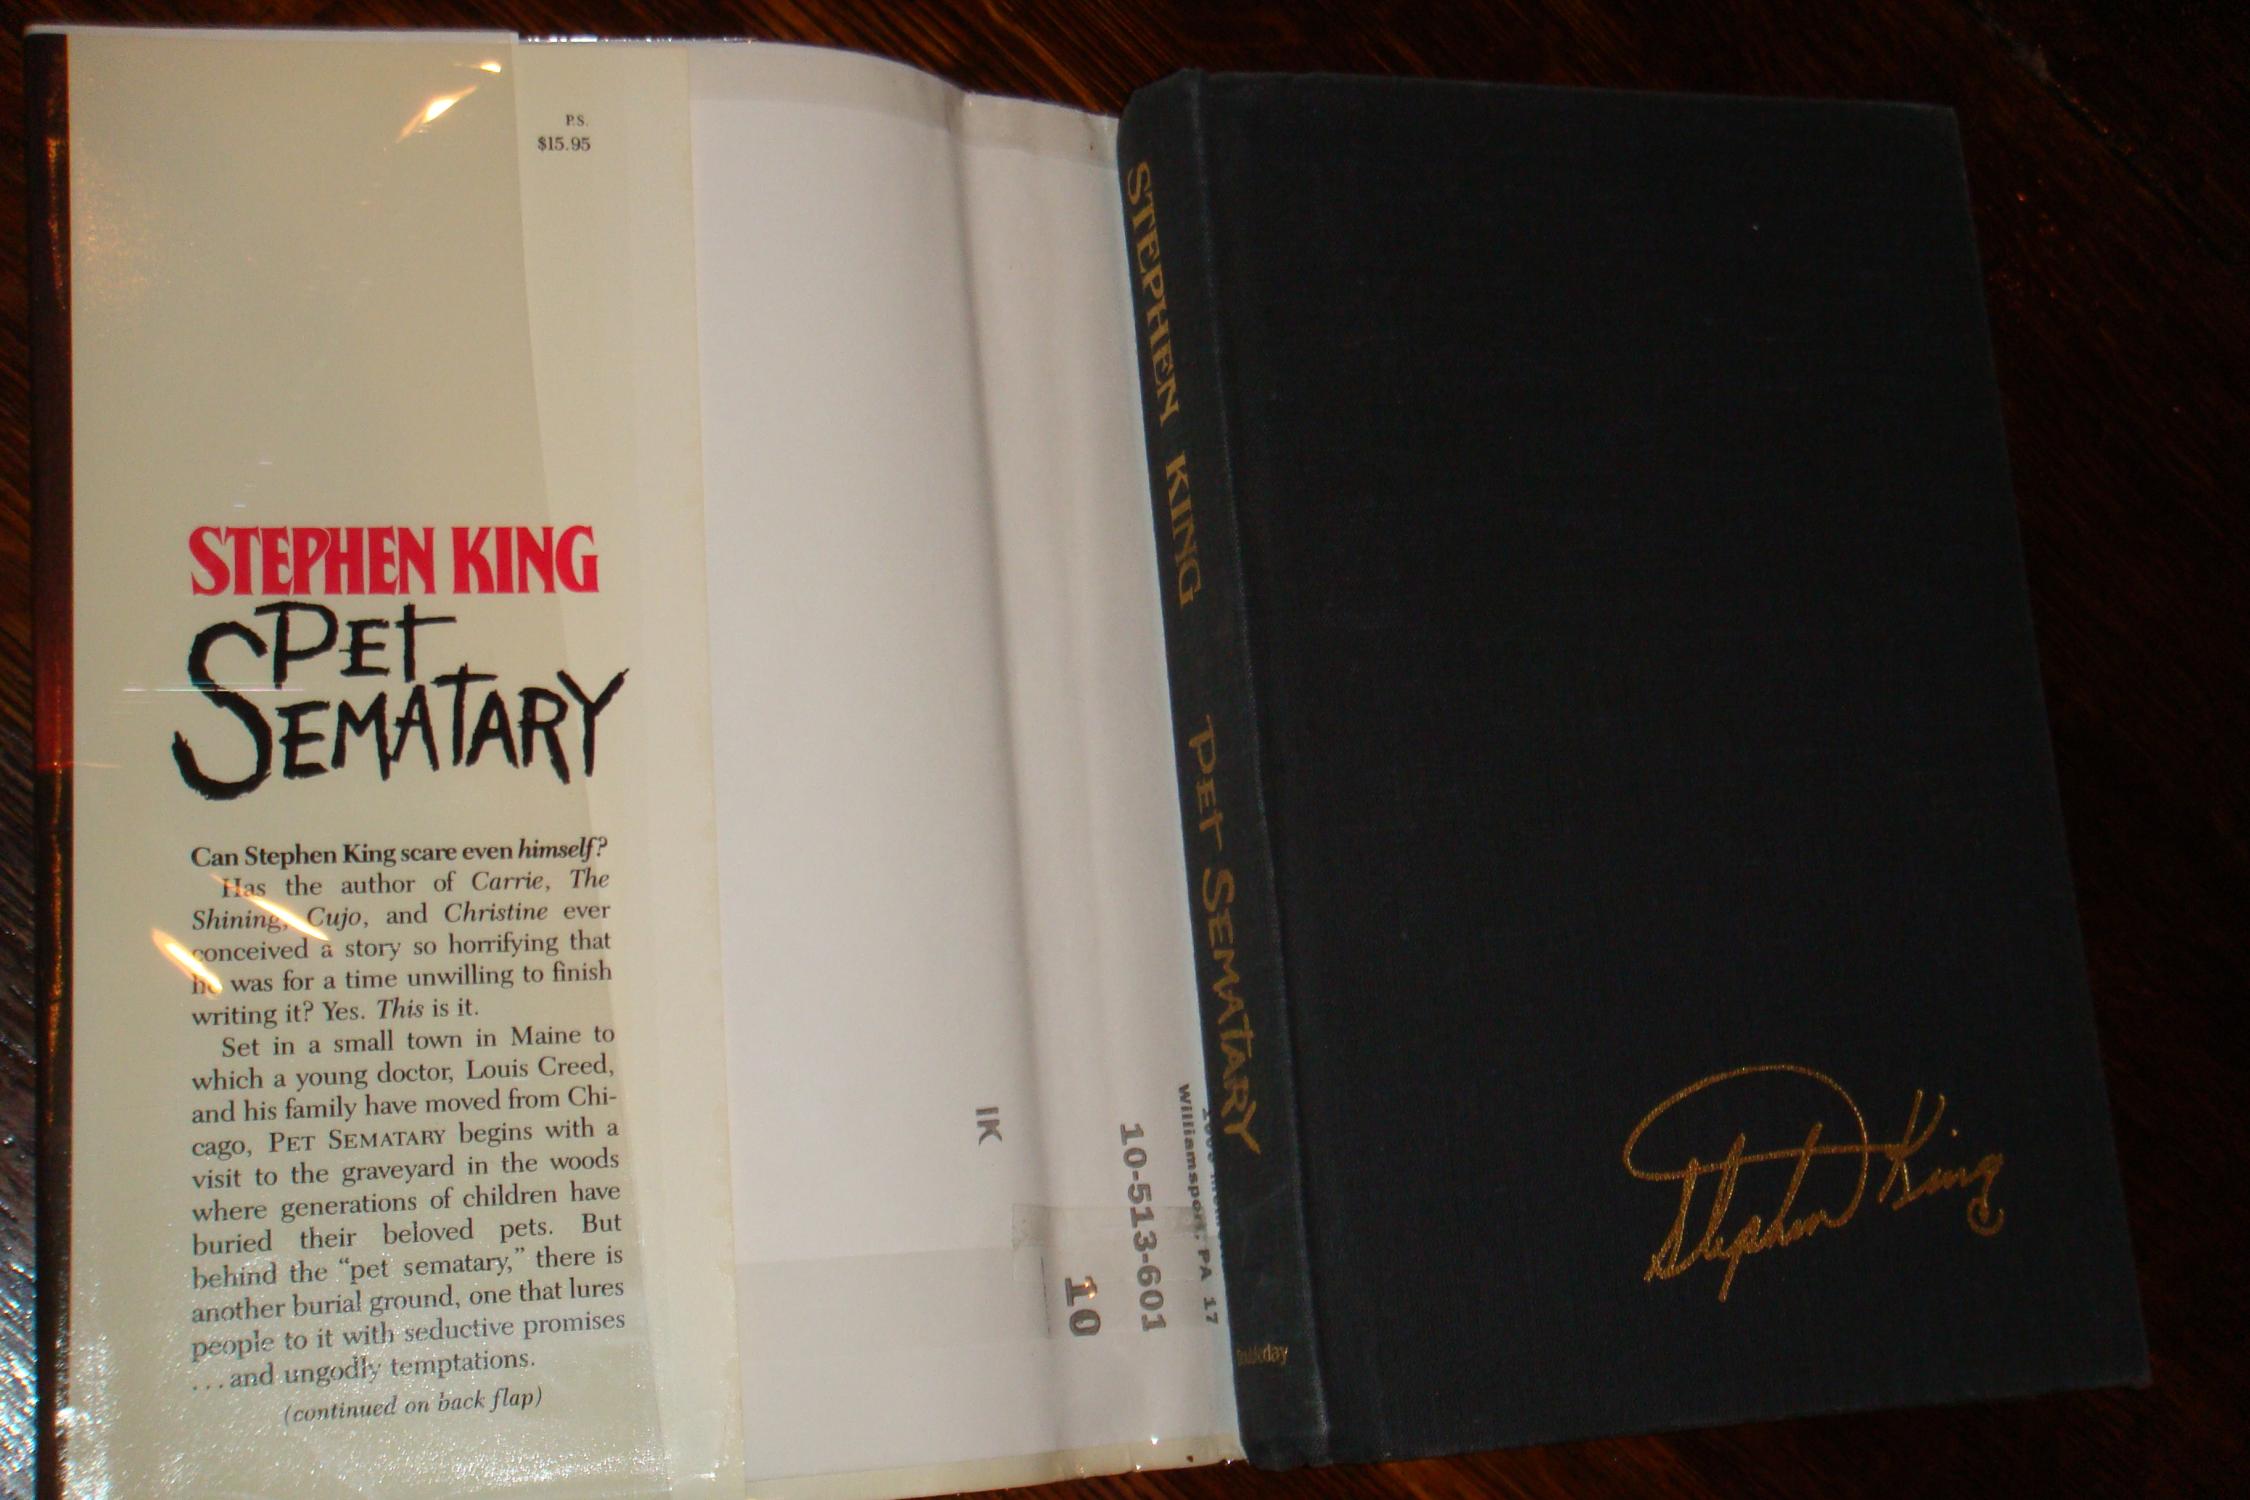 P.S.
$15.95
STEPHEN KING
PET
SEMATARY
Can Stephen King scare even himself?
Has the author of Carrie, The
Shining, Cujo, and Christine ever
conceived a story so horrifying that
he was for a time unwilling to finish
writing it? Yes. This is it.
Set in a small town in Maine to
which a young doctor, Louis Creed,
and his family have moved from Chi-
cago, PET SEMATARY begins with a
visit to the graveyard in the woods
where generations of children have
buried their beloved pets. But
behind the “pet sematary,” there is
another burial ground, one that lures
people to it with seductive promises
...and ungodly temptations.
(continued on back flap)
IK
10
10-513-601
Williamsport, PA 17
STEPHEN KING PET SEMATARY
Doubleday
Stephen King